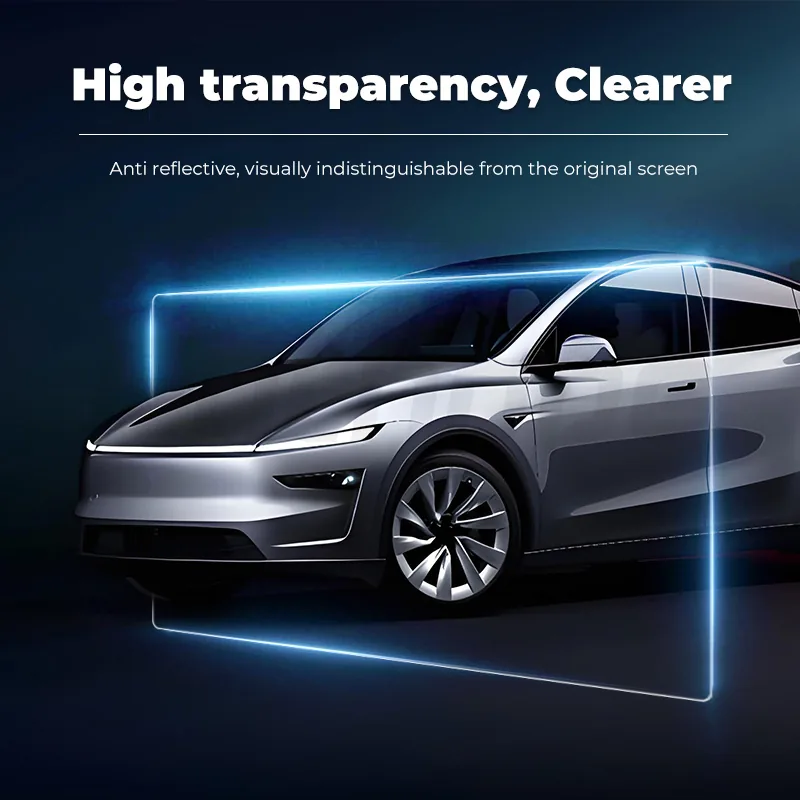 High transparency, Clearer
Anti reflective, visually indistinguishable from the original screen